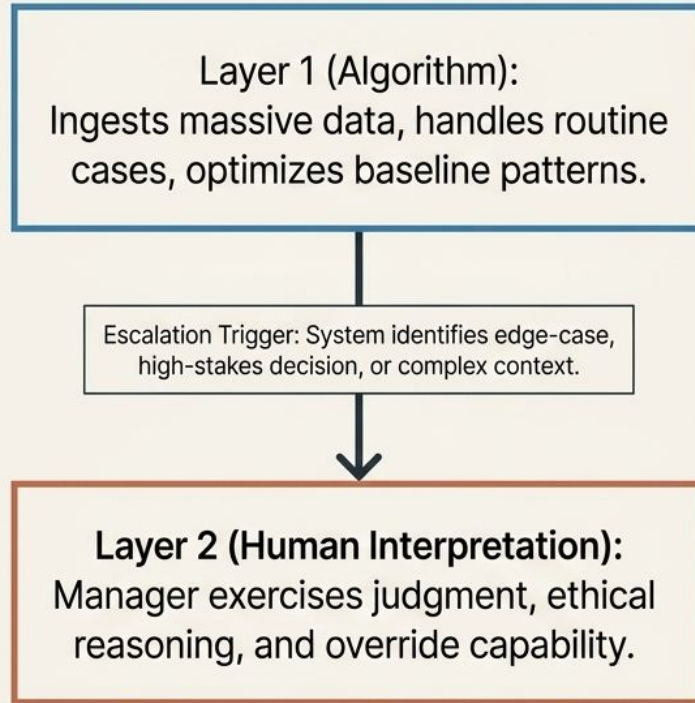 Layer 1 (Algorithm):
Ingests massive data, handles routine
cases, optimizes baseline patterns.
Escalation Trigger: System identifies edge-case,
high-stakes decision, or complex context.
Layer 2 (Human Interpretation):
Manager exercises judgment, ethical
reasoning, and override capability.